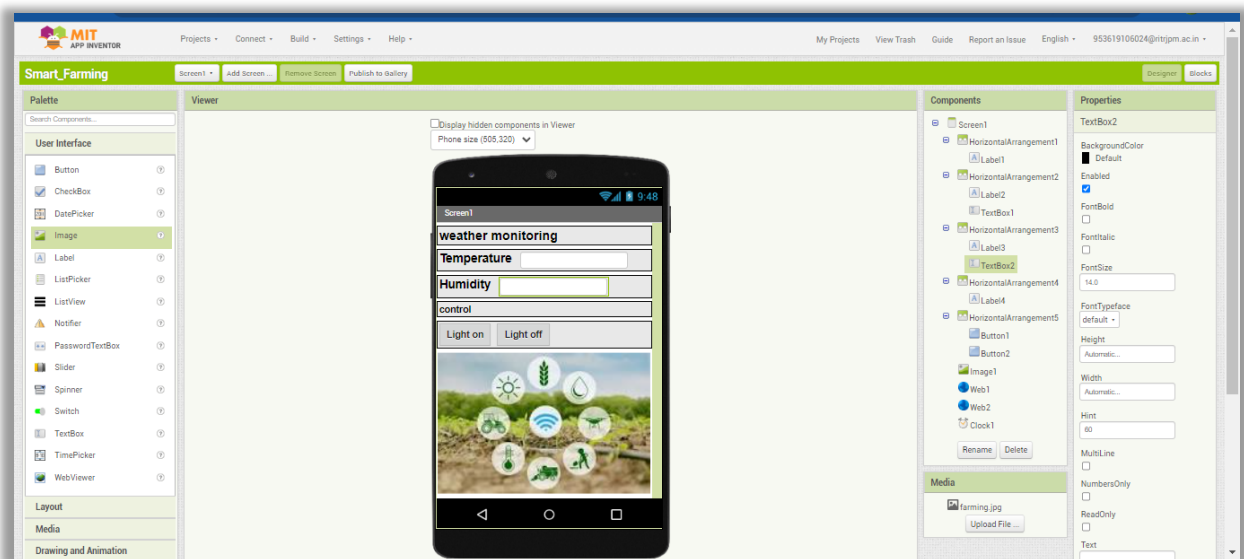 MIT
APP INVENTOR
Projects Connect Build Settings Help My Projects View Trash Guide Report an Issue English 953619106024@ritrjpm.ac.in
Smart_Farming Screen1 Add Screen ... Remove Screen Publish to Gallery Designer Blocks
Palette
Search Components...
User Interface
Button
CheckBox
DatePicker
Image
Label
ListPicker
ListView
Notifier
PasswordTextBox
Slider
Spinner
Switch
TextBox
TimePicker
WebViewer
Layout
Media
Drawing and Animation
Viewer
Display hidden components in Viewer
Phone size (505,320)
9:48
Screen1
weather monitoring
Temperature
Humidity
control
Light on Light off
Components
Screen1
HorizontalArrangement1
Label1
HorizontalArrangement2
Label2
TextBox1
HorizontalArrangement3
Label3
TextBox2
HorizontalArrangement4
Label4
HorizontalArrangement5
Button1
Button2
Image1
Web1
Web2
Clock1
Rename Delete
Media
farming.jpg
Upload File ...
Properties
TextBox2
BackgroundColor
Default
Enabled
FontBold
FontItalic
FontSize
14.0
FontTypeface
default
Height
Automatic...
Width
Automatic...
Hint
60
MultiLine
NumbersOnly
ReadOnly
Text